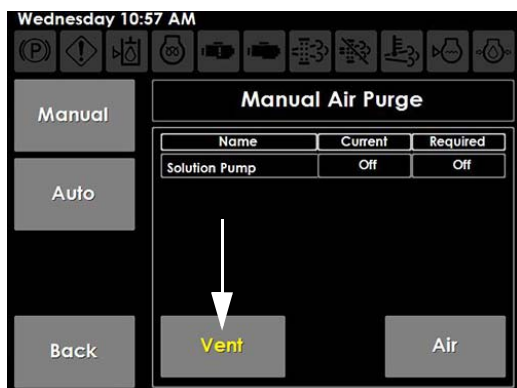 Wednesday 10:57 AM
Manual
Manual Air Purge
Name Current Required
Solution Pump Off Off
Auto
Back
Vent
Air